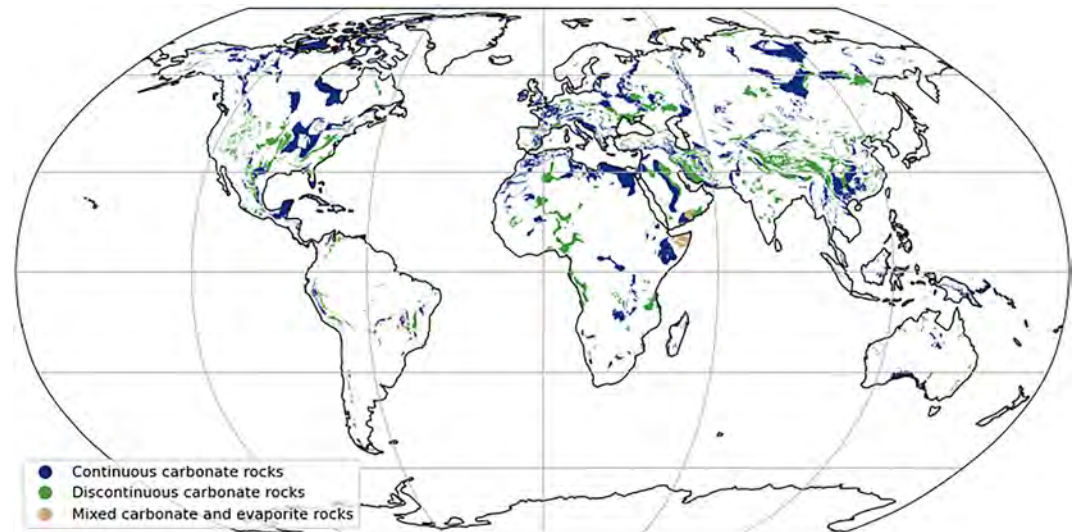 Continuous carbonate rocks
Discontinuous carbonate rocks
Mixed carbonate and evaporite rocks